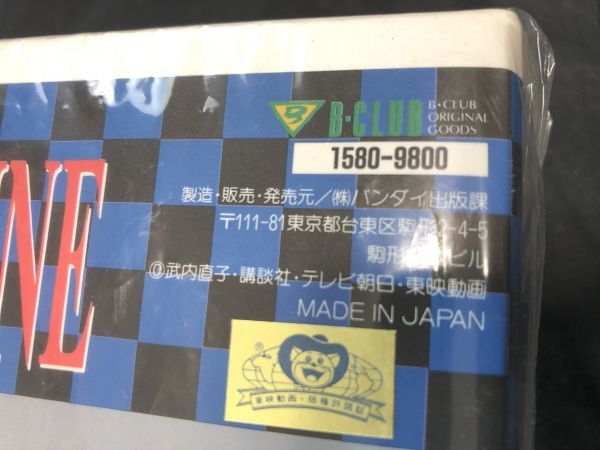 B-CLUB
B・CLUB
ORIGINAL
GOODS
1580-9800
製造・販売・発売元/(株)バンダイ出版課
〒111-81東京都台東区駒形2-4-5
駒形 ビル
©武内直子・講談社・テレビ朝日・東映動画
MADE IN JAPAN
NE
®
東映動画・版権許諾証